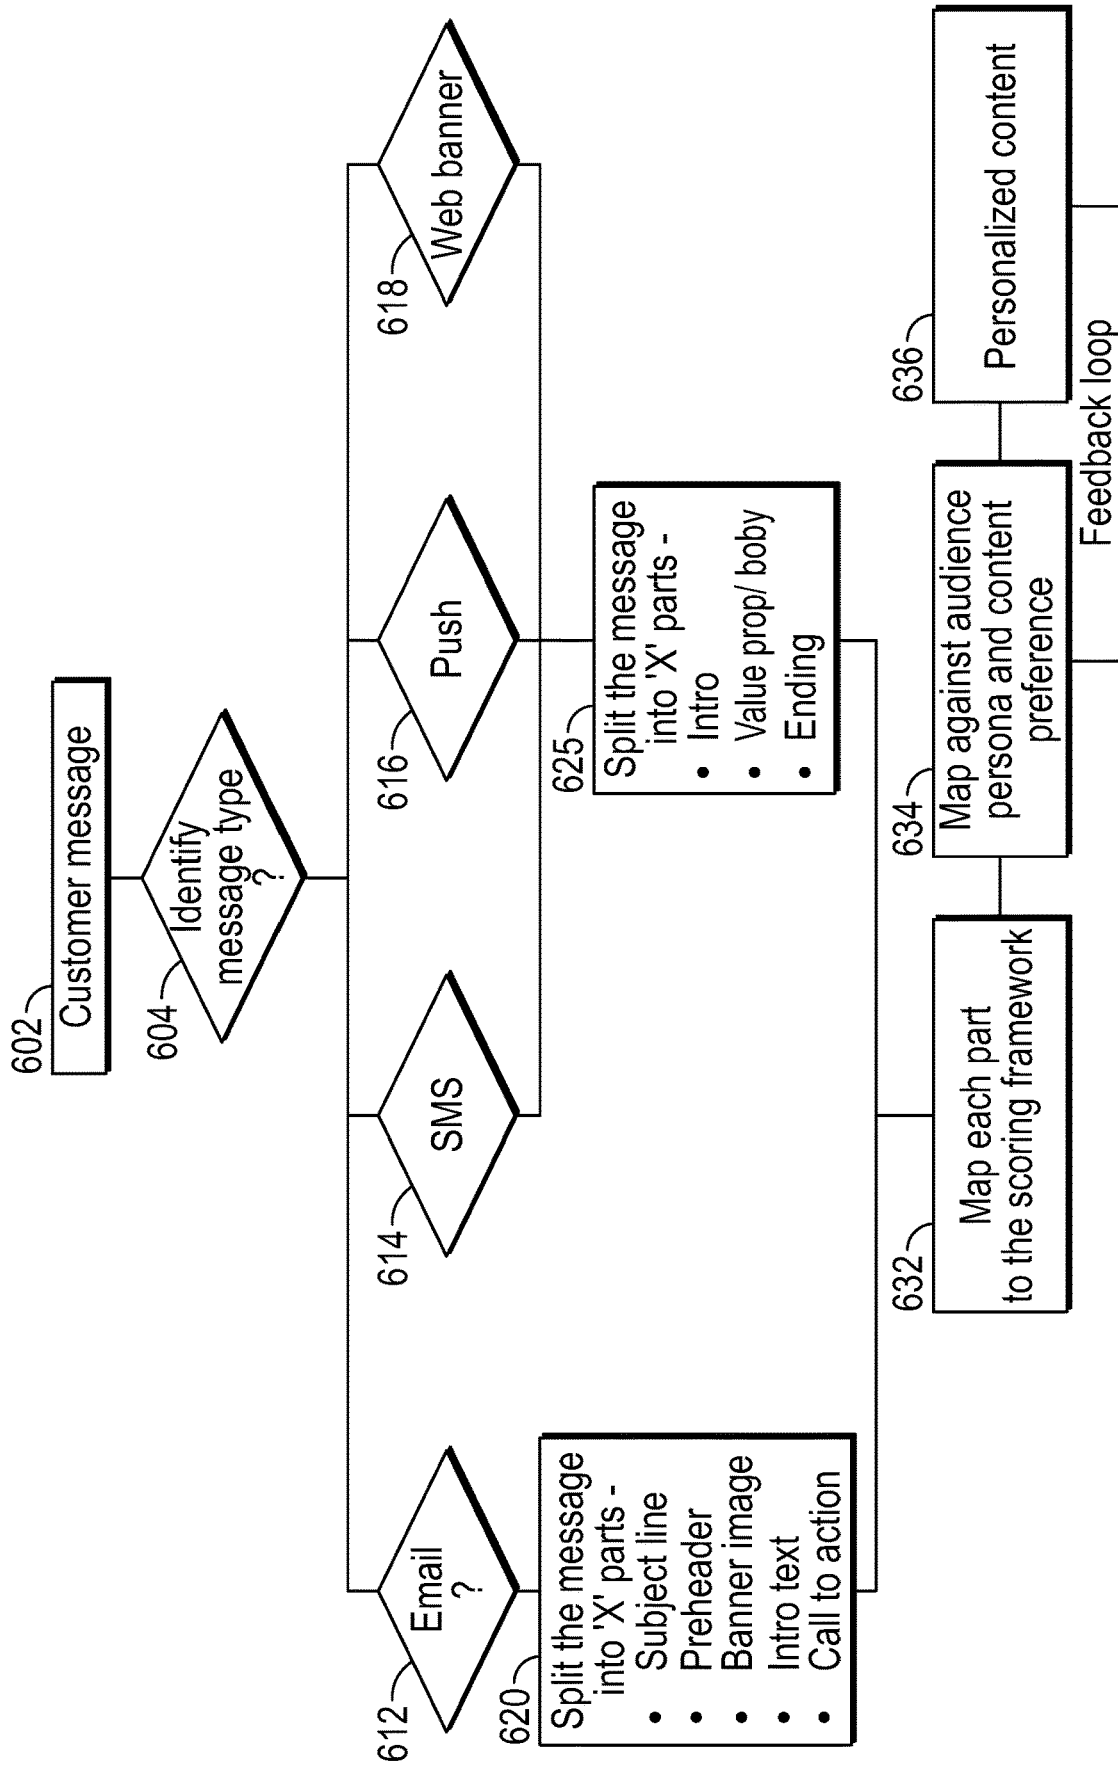 602
Customer message
604
Identify
message type
?
612
Email
?
614
SMS
616
Push
618
Web banner
620
Split the message
into 'X' parts -
• Subject line
• Preheader
• Banner image
• Intro text
• Call to action
625
Split the message
into 'X' parts -
• Intro
• Value prop/ boby
• Ending
632
Map each part
to the scoring framework
634
Map against audience
persona and content
preference
636
Personalized content
Feedback loop